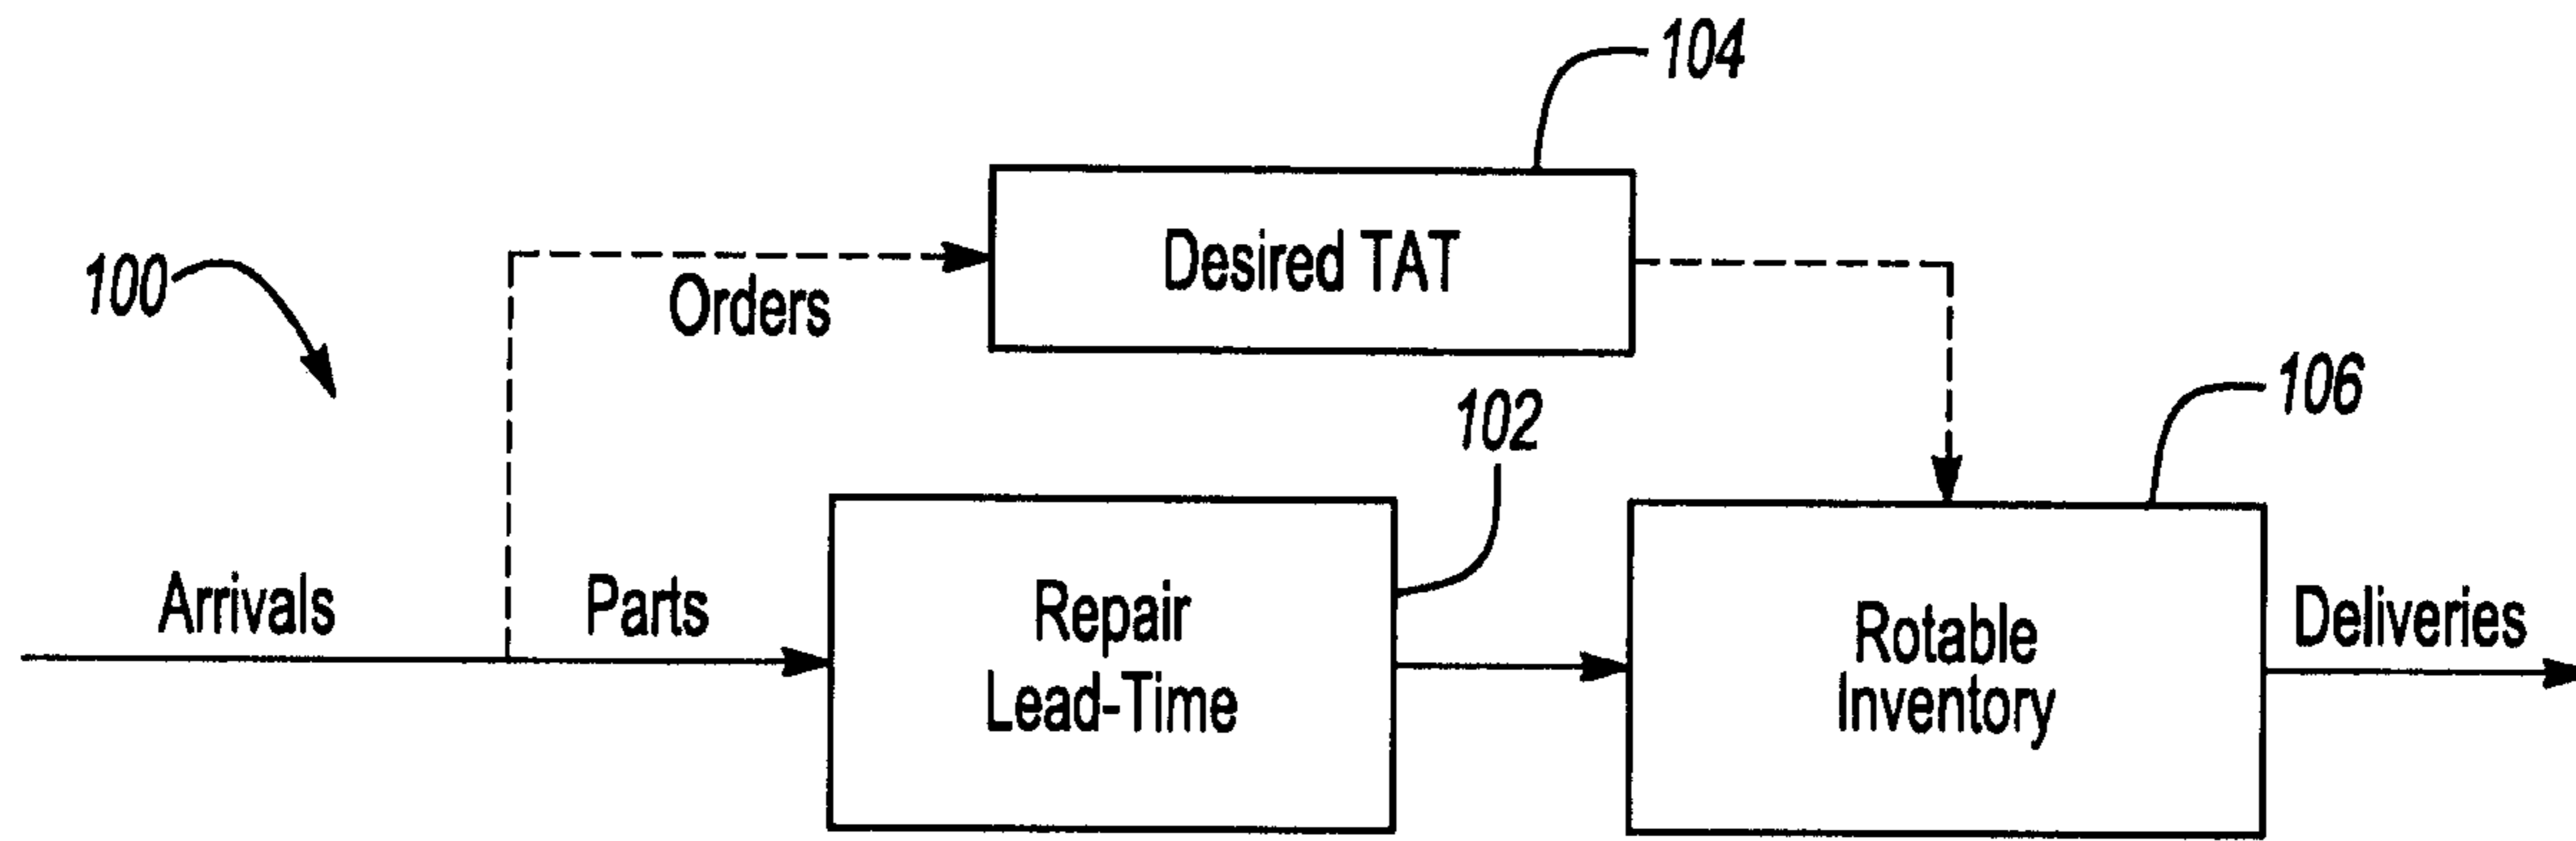 104
Desired TAT
100
Orders
106
102
Arrivals
Parts
Repair
Lead-Time
Rotable
Inventory
Deliveries